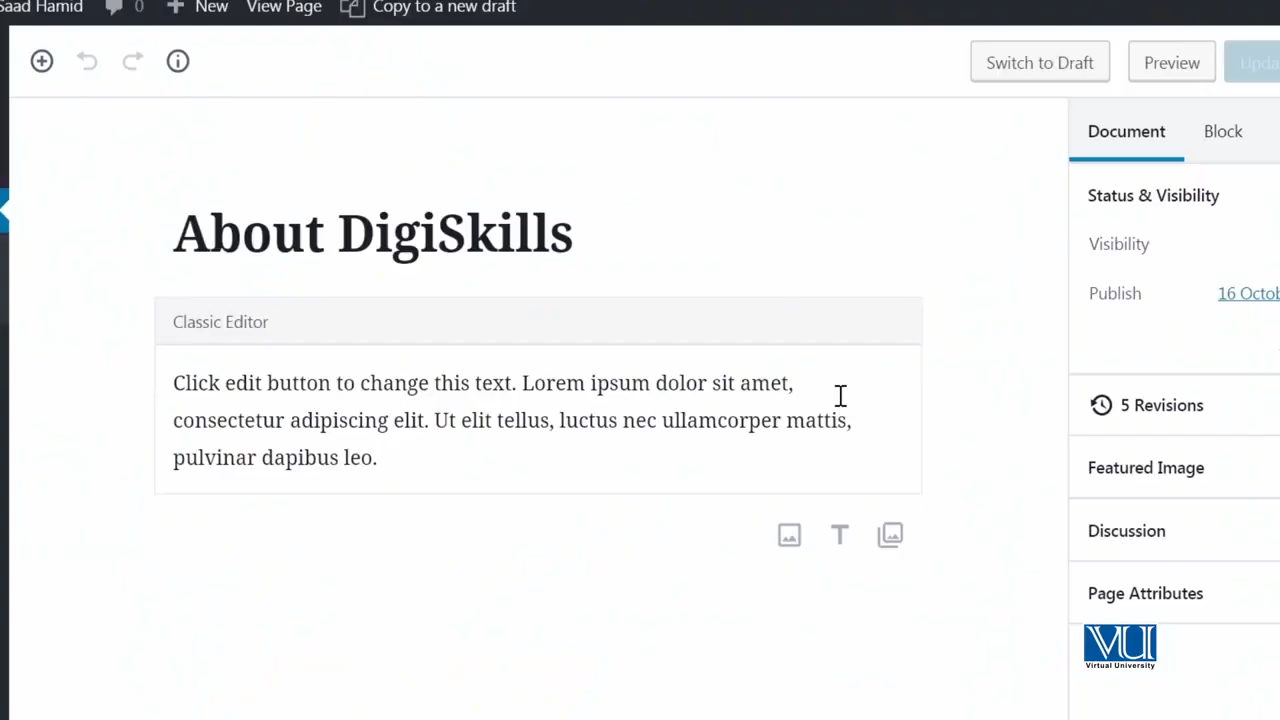 Saad Hamid 0 New View Page Copy to a new draft
Switch to Draft Preview
Document Block
Status & Visibility
About DigiSkills
Visibility
Publish 16 Octob
Classic Editor
Click edit button to change this text. Lorem ipsum dolor sit amet,
consectetur adipiscing elit. Ut elit tellus, luctus nec ullamcorper mattis,
pulvinar dapibus leo.
5 Revisions
Featured Image
T
Discussion
Page Attributes
VU
Virtual University